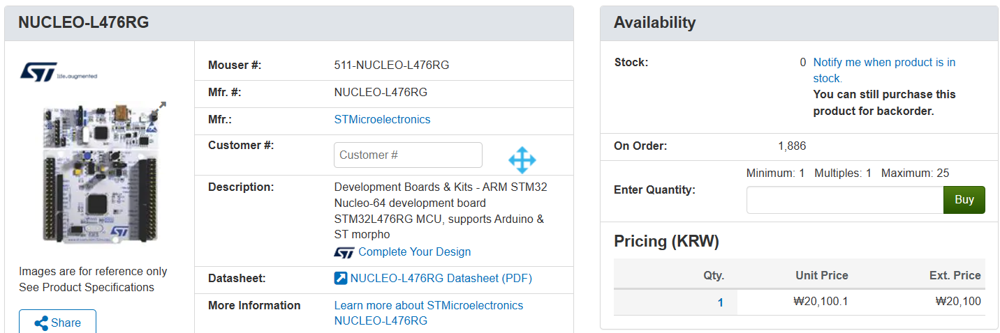 NUCLEO-L476RG
ST
life.augmented
Images are for reference only
See Product Specifications
Share
Mouser #: 511-NUCLEO-L476RG
Mfr. #: NUCLEO-L476RG
Mfr.: STMicroelectronics
Customer #: Customer #
Description: Development Boards & Kits - ARM STM32
Nucleo-64 development board
STM32L476RG MCU, supports Arduino &
ST morpho
ST Complete Your Design
Datasheet: NUCLEO-L476RG Datasheet (PDF)
More Information Learn more about STMicroelectronics
NUCLEO-L476RG
Availability
Stock: 0 Notify me when product is in
stock.
You can still purchase this
product for backorder.
On Order: 1,886
Minimum: 1 Multiples: 1 Maximum: 25
Enter Quantity: Buy
Pricing (KRW)
Qty. Unit Price Ext. Price
1 ₩20,100.1 ₩20,100